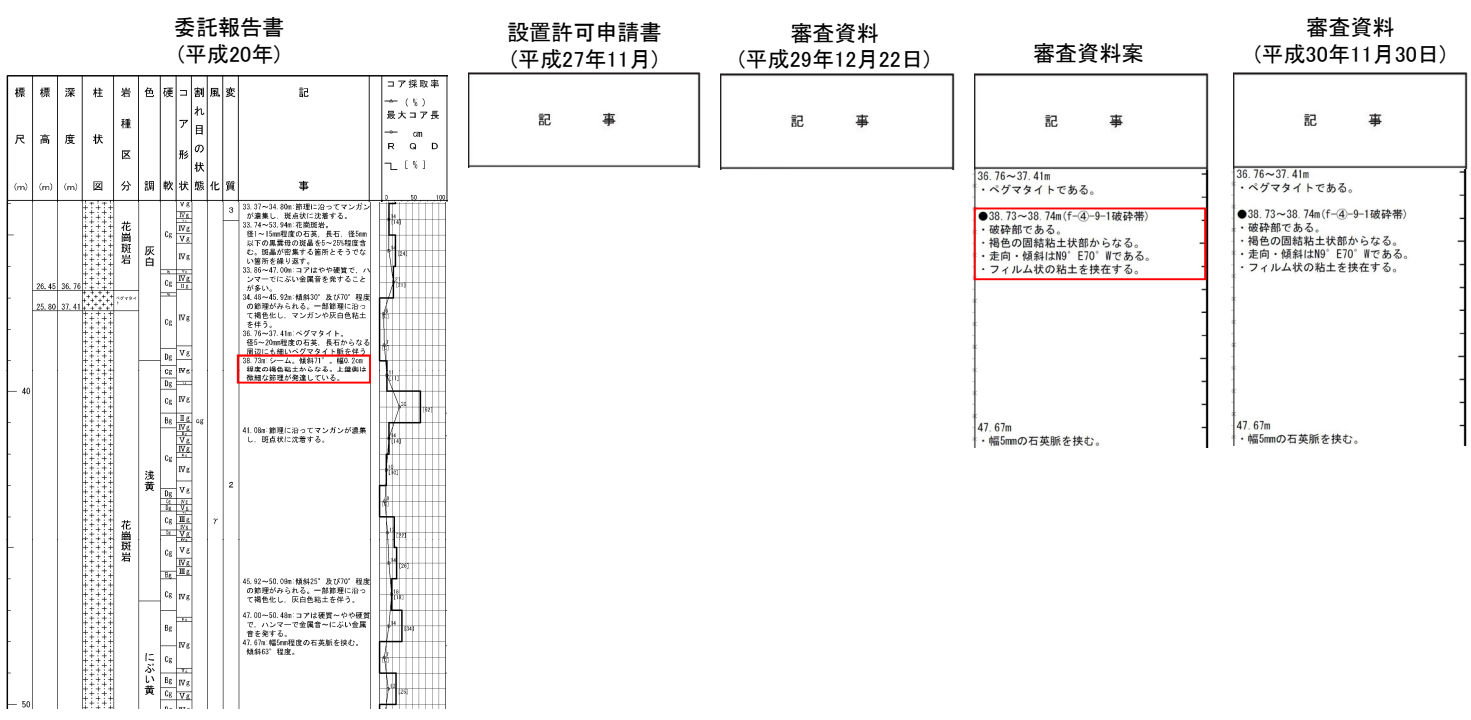 委託報告書
(平成20年)
設置許可申請書
(平成27年11月)
審査資料
(平成29年12月22日)
審査資料案
審査資料
(平成30年11月30日)
標尺(m)
標高(m)
深度(m)
柱状図
岩種区分
色調
硬軟
コア形状
割れ目の状態
風化
変質
記事
コア採取率
(%)
最大コア長
cm
R Q D
[%]
0 50 100
26.45 36.76
25.80 37.41
40
50
花崗斑岩
ペグマタイト
花崗斑岩
灰白
浅黄
にぶい黄
cg
γ
3
2
33.37～34.80m:節理に沿ってマンガン
が濃集し、斑点状に沈着する。
33.74～53.94m:花崗斑岩。
径1～15mm程度の石英、長石、径5mm
以下の黒雲母の斑晶を5～25%程度含
む。斑晶が密集する箇所とそうでな
い箇所を繰り返す。
33.86～47.00m:コアはやや硬質で、ハ
ンマーでにぶい金属音を発すること
が多い。
34.46～45.92m:傾斜30°及び70°程度
の節理がみられる。一部節理に沿っ
て褐色化し、マンガンや灰白色粘土
を伴う。
36.76～37.41m:ペグマタイト。
径5～20mm程度の石英、長石からなる
周辺にも細いペグマタイト脈を伴う
38.73m:シーム。傾斜71°。幅0.2cm
程度の褐色粘土からなる。上盤側は
微細な節理が発達している。
41.08m:節理に沿ってマンガンが濃集
し、斑点状に沈着する。
45.92～50.09m:傾斜25°及び70°程度
の節理がみられる。一部節理に沿っ
て褐色化し、灰白色粘土を伴う。
47.00～50.48m:コアは硬質～やや硬質
で、ハンマーで金属音～にぶい金属
音を発する。
47.67m:幅5mm程度の石英脈を挟む。
傾斜63°程度。
記 事
記 事
記 事
36.76～37.41m
・ペグマタイトである。
●38.73～38.74m(f-④-9-1破砕帯)
・破砕部である。
・褐色の固結粘土状部からなる。
・走向・傾斜はN9°E70°Wである。
・フィルム状の粘土を挟在する。
47.67m
・幅5mmの石英脈を挟む。
記 事
36.76～37.41m
・ペグマタイトである。
●38.73～38.74m(f-④-9-1破砕帯)
・破砕部である。
・褐色の固結粘土状部からなる。
・走向・傾斜はN9°E70°Wである。
・フィルム状の粘土を挟在する。
47.67m
・幅5mmの石英脈を挟む。